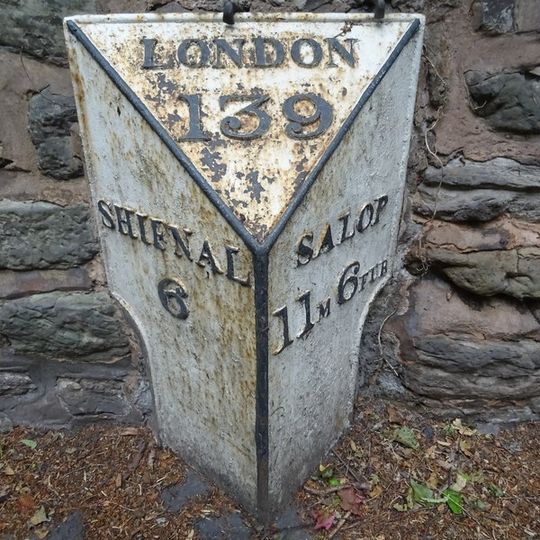 LONDON
139
SHIFNAL
6
SALOP
11M 6FUR